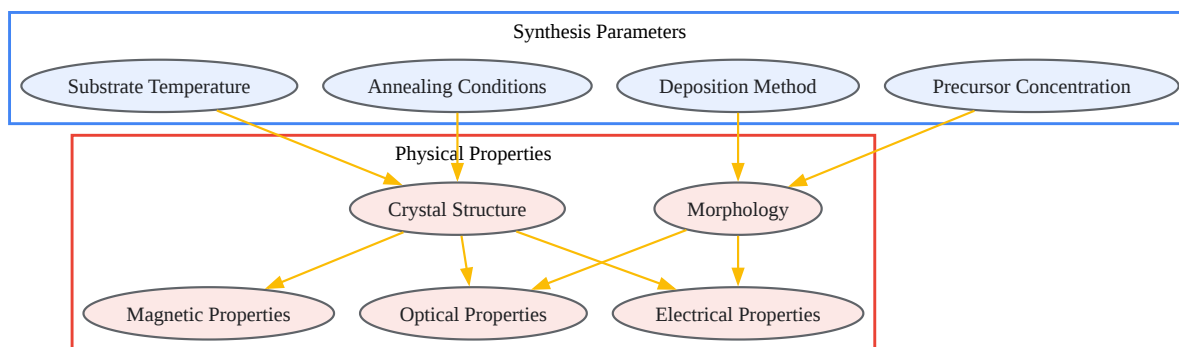 Synthesis Parameters
Substrate Temperature
Annealing Conditions
Deposition Method
Precursor Concentration
Physical Properties
Crystal Structure
Morphology
Magnetic Properties
Optical Properties
Electrical Properties